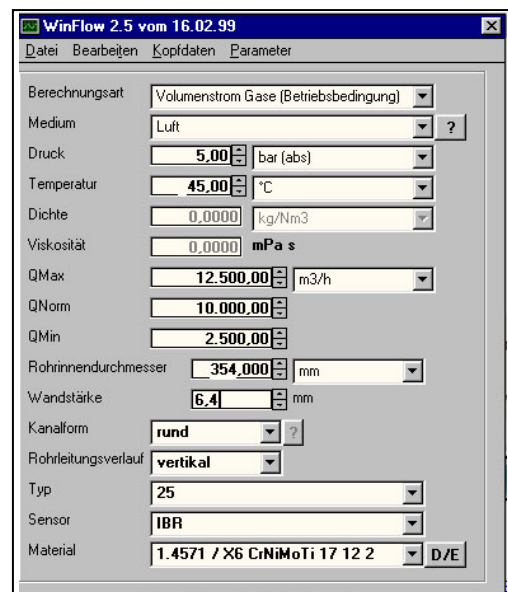 WinFlow 2.5 vom 16.02.99
Datei Bearbeiten Kopfdaten Parameter
Berechnungsart Volumenstrom Gase (Betriebsbedingung)
Medium Luft ?
Druck 5,00 bar (abs)
Temperatur 45,00 °C
Dichte 0,0000 kg/Nm3
Viskosität 0,0000 mPa s
QMax 12.500,00 m3/h
QNorm 10.000,00
QMin 2.500,00
Rohrinnendurchmesser 354,000 mm
Wandstärke 6,4 mm
Kanalform rund ?
Rohrleitungsverlauf vertikal
Typ 25
Sensor IBR
Material 1.4571 / X6 CrNiMoTi 17 12 2 D/E